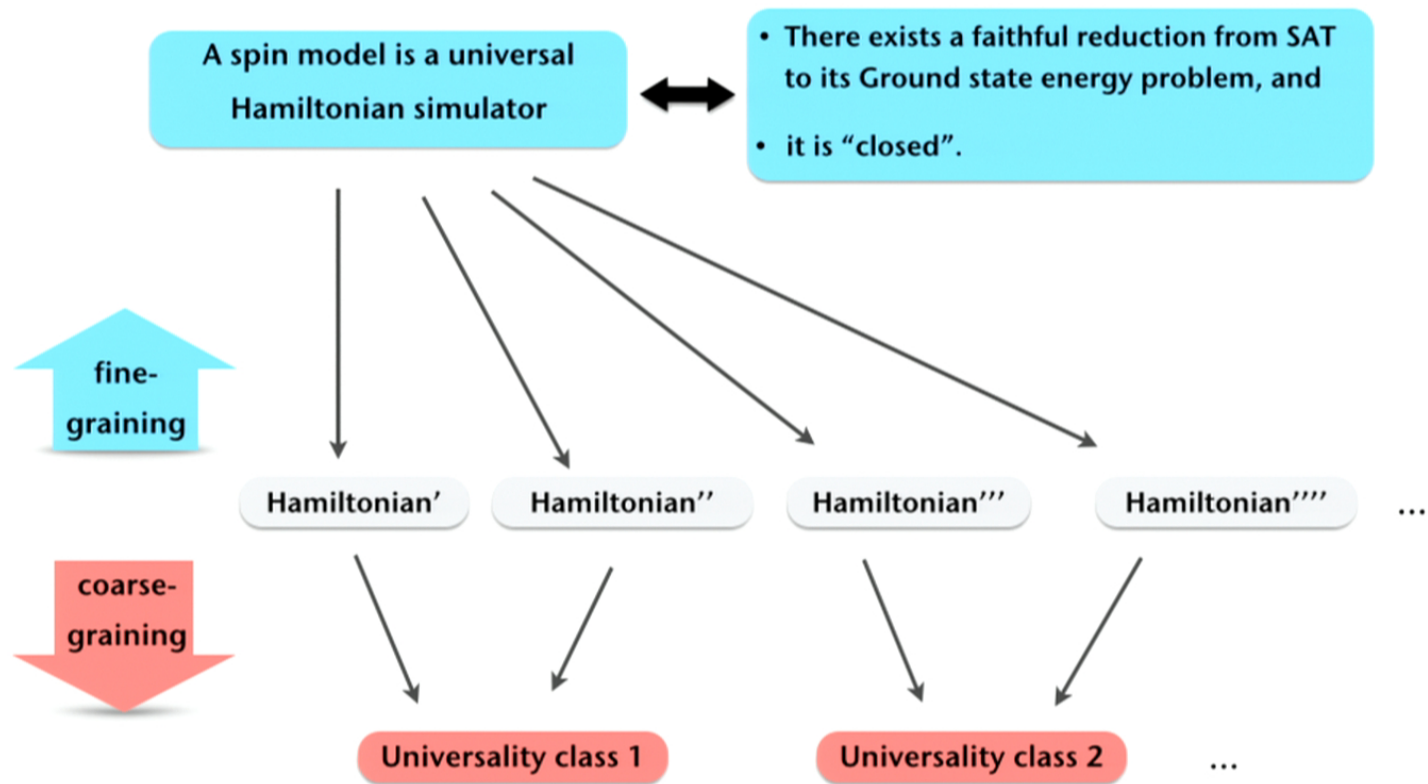 A spin model is a universal
Hamiltonian simulator
• There exists a faithful reduction from SAT
to its Ground state energy problem, and
• it is “closed”.
fine-
graining
Hamiltonian'
Hamiltonian''
Hamiltonian'''
Hamiltonian''''
...
coarse-
graining
Universality class 1
Universality class 2
...